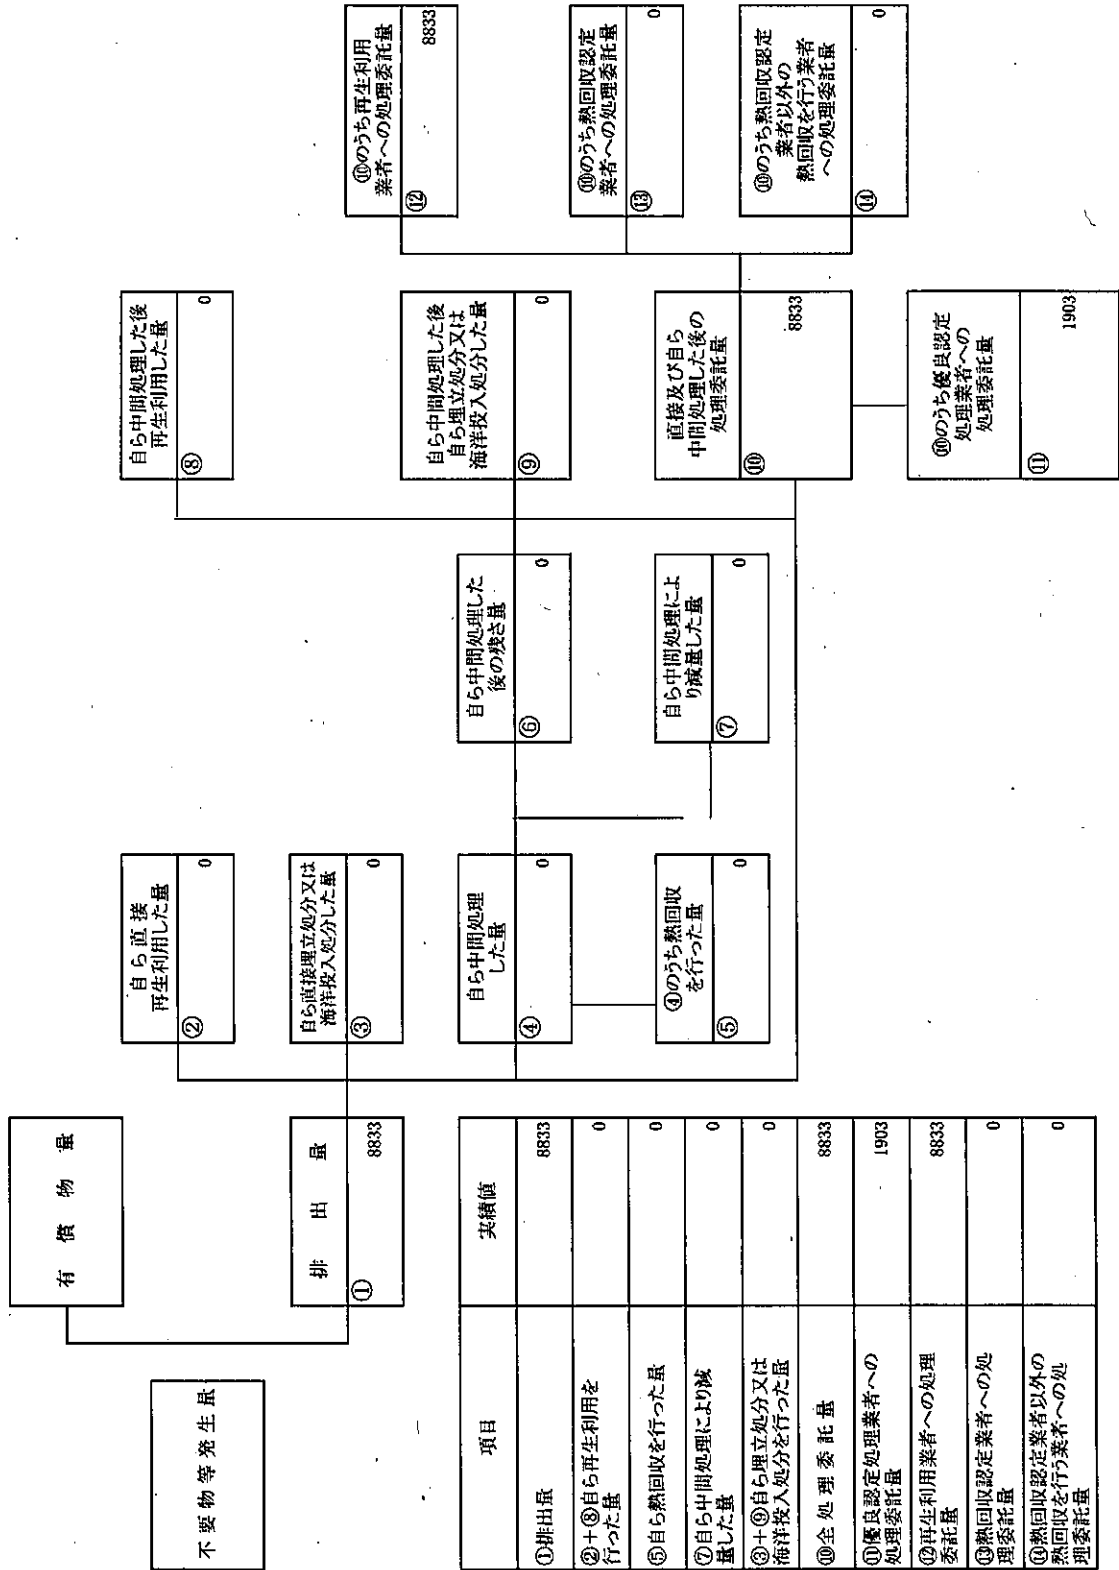 不要物等発生量
有償物量
排出量
① 8833
自ら直接
再生利用した量
② 0
自ら直接埋立処分又は
海洋投入処分した量
③ 0
自ら中間処理
した量
④ 0
④のうち熱回収
を行った量
⑤ 0
自ら中間処理した
後の残さ量
⑥ 0
自ら中間処理によ
り減量した量
⑦ 0
自ら中間処理した後
再生利用した量
⑧ 0
自ら中間処理した後
自ら埋立処分又は
海洋投入処分した量
⑨ 0
直接及び自ら
中間処理した後の
処理委託量
⑩ 8833
⑩のうち優良認定
処理業者への
処理委託量
⑪ 1903
⑩のうち再生利用
業者への処理委託量
⑫ 8833
⑩のうち熱回収認定
業者への処理委託量
⑬ 0
⑩のうち熱回収認定
業者以外の
熱回収を行う業者
への処理委託量
⑭ 0
項目 実績値
①排出量 8833
②+⑧自ら再生利用を
行った量 0
⑤自ら熱回収を行った量 0
⑦自ら中間処理により減
量した量 0
③+⑨自ら埋立処分又は
海洋投入処分を行った量 0
⑩全処理委託量 8833
⑪優良認定処理業者への
処理委託量 1903
⑫再生利用業者への処理
委託量 8833
⑬熱回収認定業者への処
理委託量 0
⑭熱回収認定業者以外の
熱回収を行う業者への処
理委託量 0